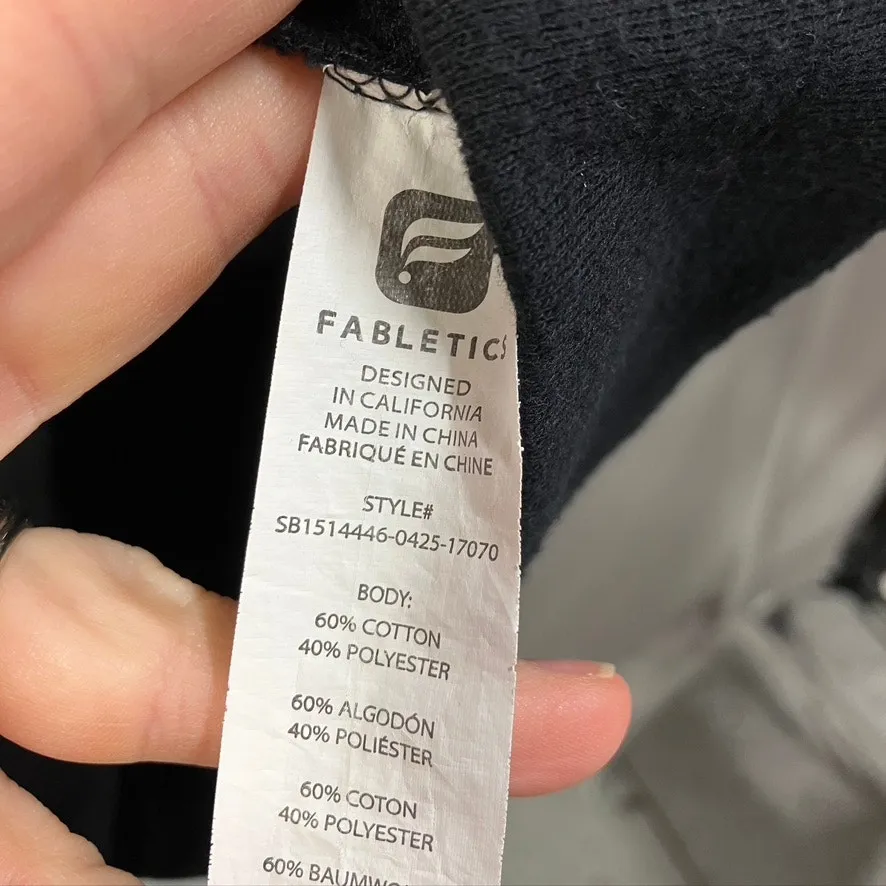 FABLETICS
DESIGNED
IN CALIFORNIA
MADE IN CHINA
FABRIQUÉ EN CHINE
STYLE#
SB1514446-0425-17070
BODY:
60% COTTON
40% POLYESTER
60% ALGODÓN
40% POLIÉSTER
60% COTON
40% POLYESTER
60%